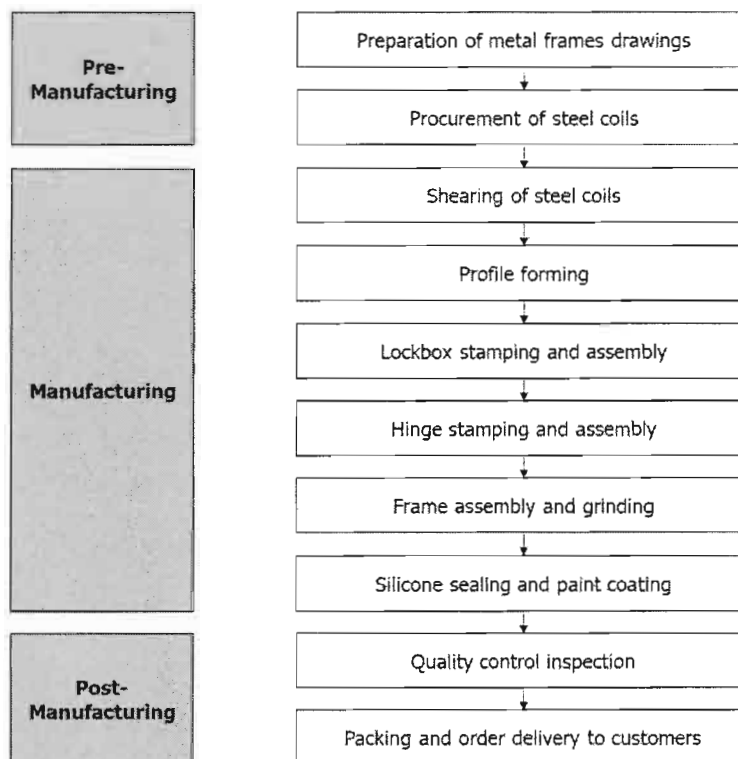 Pre-
Manufacturing
Preparation of metal frames drawings
Procurement of steel coils
Manufacturing
Shearing of steel coils
Profile forming
Lockbox stamping and assembly
Hinge stamping and assembly
Frame assembly and grinding
Silicone sealing and paint coating
Post-
Manufacturing
Quality control inspection
Packing and order delivery to customers